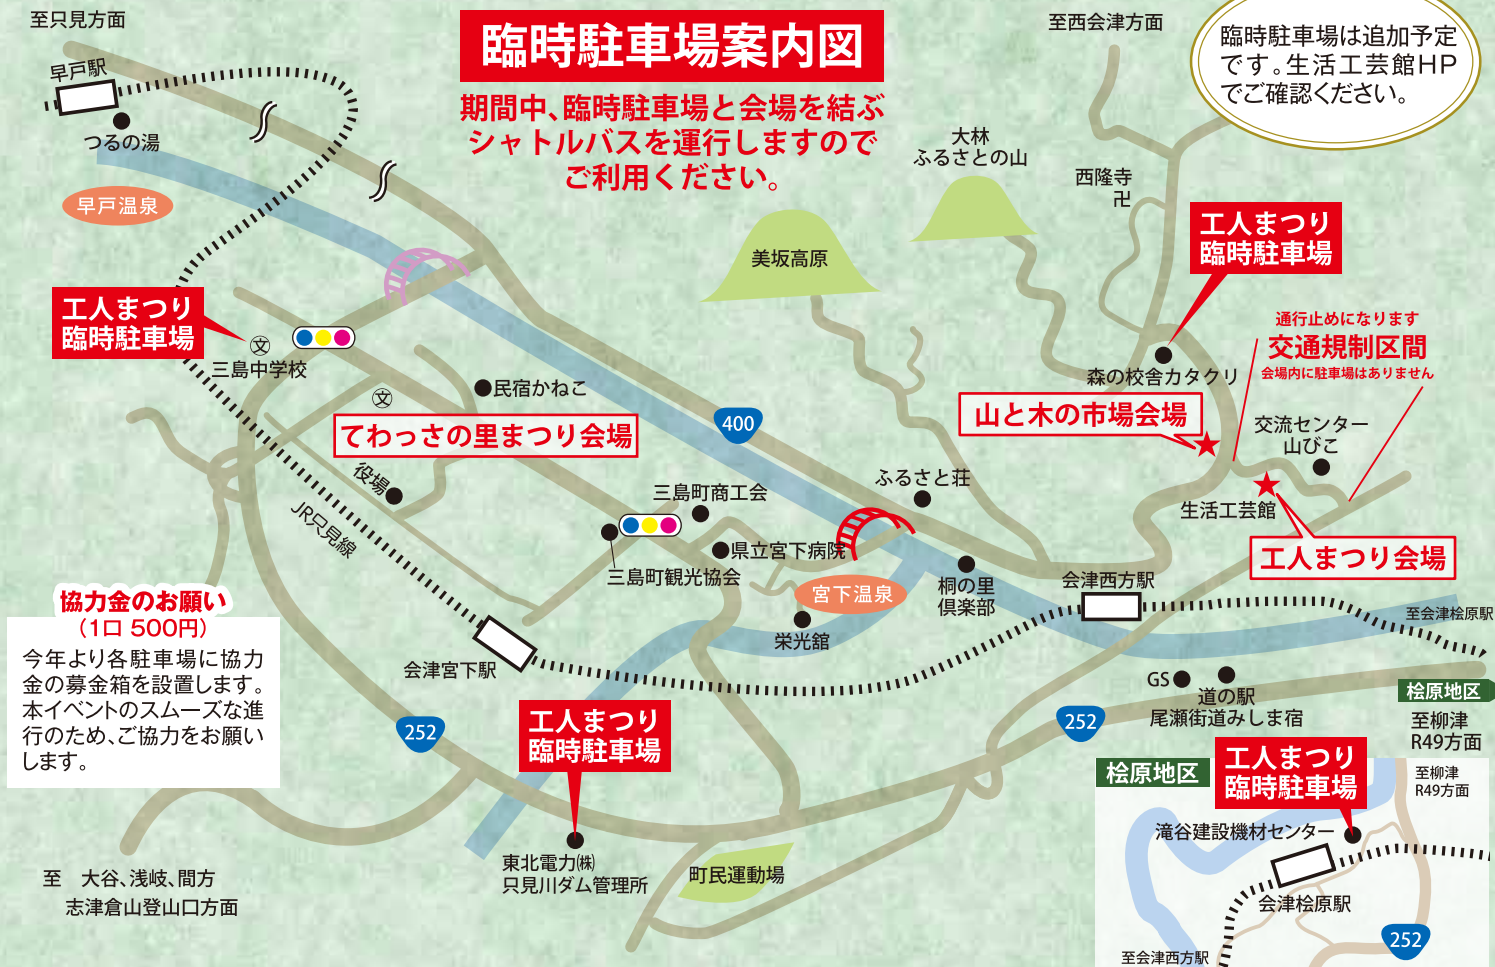 至只見方面
臨時駐車場案内図
至西会津方面
臨時駐車場は追加予定
です。生活工芸館HP
でご確認ください。
早戸駅
つるの湯
早戸温泉
期間中、臨時駐車場と会場を結ぶ
シャトルバスを運行しますので
ご利用ください。
大林
ふるさとの山
西隆寺
卍
美坂高原
工人まつり
臨時駐車場
工人まつり
臨時駐車場
文
三島中学校
通行止めになります
交通規制区間
会場内に駐車場はありません
森の校舎カタクリ
民宿かねこ
文
てわっさの里まつり会場
400
山と木の市場会場
交流センター
山びこ
役場
JR只見線
三島町商工会
ふるさと荘
生活工芸館
県立宮下病院
三島町観光協会
工人まつり会場
宮下温泉
桐の里
倶楽部
会津西方駅
至会津桧原駅
協力金のお願い
(1口 500円)
今年より各駐車場に協力
金の募金箱を設置します。
本イベントのスムーズな進
行のため、ご協力をお願い
します。
栄光舘
会津宮下駅
GS
道の駅
尾瀬街道みしま宿
桧原地区
至柳津
R49方面
252
252
工人まつり
臨時駐車場
東北電力㈱
只見川ダム管理所
町民運動場
至 大谷、浅岐、間方
志津倉山登山口方面
桧原地区
工人まつり
臨時駐車場
至柳津
R49方面
滝谷建設機材センター
会津桧原駅
252
至会津西方駅